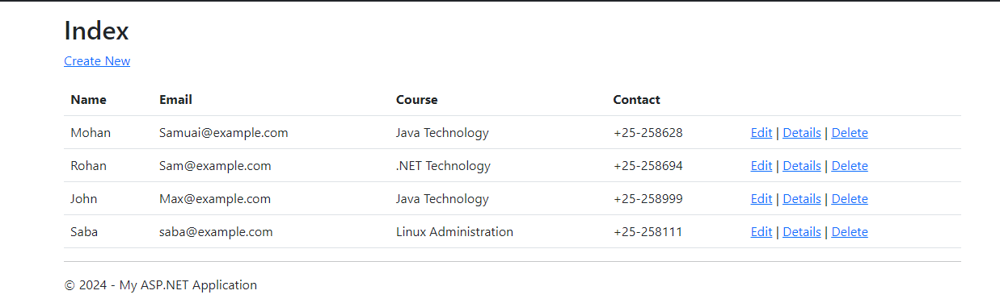 Index
Create New
Name Email Course Contact
Mohan Samuai@example.com Java Technology +25-258628 Edit | Details | Delete
Rohan Sam@example.com .NET Technology +25-258694 Edit | Details | Delete
John Max@example.com Java Technology +25-258999 Edit | Details | Delete
Saba saba@example.com Linux Administration +25-258111 Edit | Details | Delete
© 2024 - My ASP.NET Application